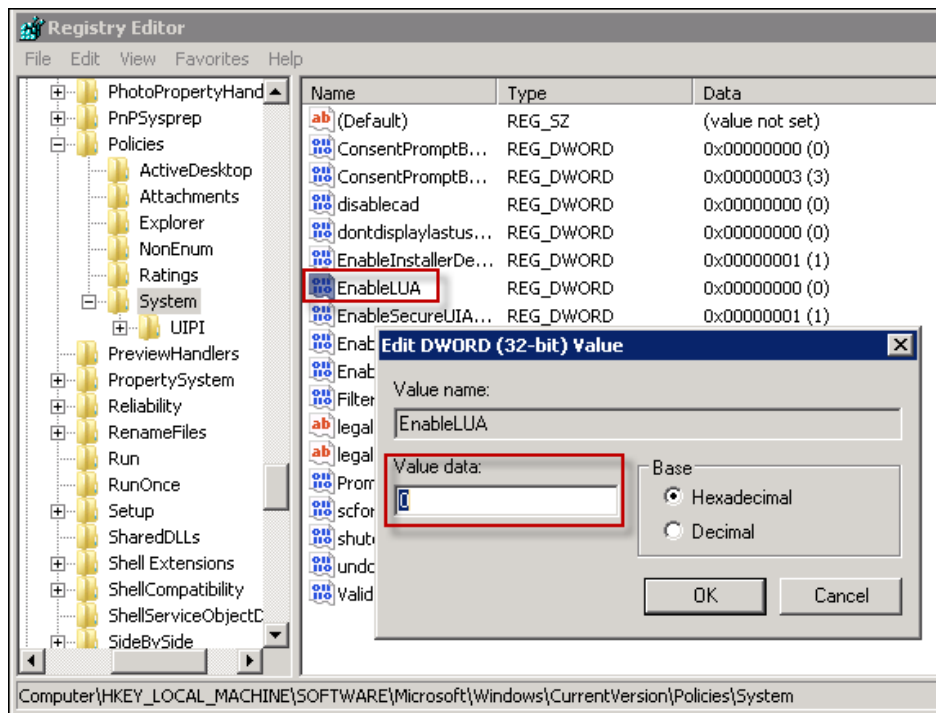 Registry Editor
File Edit View Favorites Help
PhotoPropertyHand
PnPSysprep
Policies
ActiveDesktop
Attachments
Explorer
NonEnum
Ratings
System
UIPI
PreviewHandlers
PropertySystem
Reliability
RenameFiles
Run
RunOnce
Setup
SharedDLLs
Shell Extensions
ShellCompatibility
ShellServiceObjectD
SideBySide
Name Type Data
ab (Default) REG_SZ (value not set)
ConsentPromptB... REG_DWORD 0x00000000 (0)
ConsentPromptB... REG_DWORD 0x00000003 (3)
disablecad REG_DWORD 0x00000000 (0)
dontdisplaylastus... REG_DWORD 0x00000000 (0)
EnableInstallerDe... REG_DWORD 0x00000001 (1)
EnableLUA REG_DWORD 0x00000000 (0)
EnableSecureUIA... REG_DWORD 0x00000001 (1)
Enab
Enab
Filter
ab legal
ab legal
Prom
scfor
shut
undo
Valid
Edit DWORD (32-bit) Value
Value name:
EnableLUA
Value data:
0
Base
Hexadecimal
Decimal
OK Cancel
Computer\HKEY_LOCAL_MACHINE\SOFTWARE\Microsoft\Windows\CurrentVersion\Policies\System